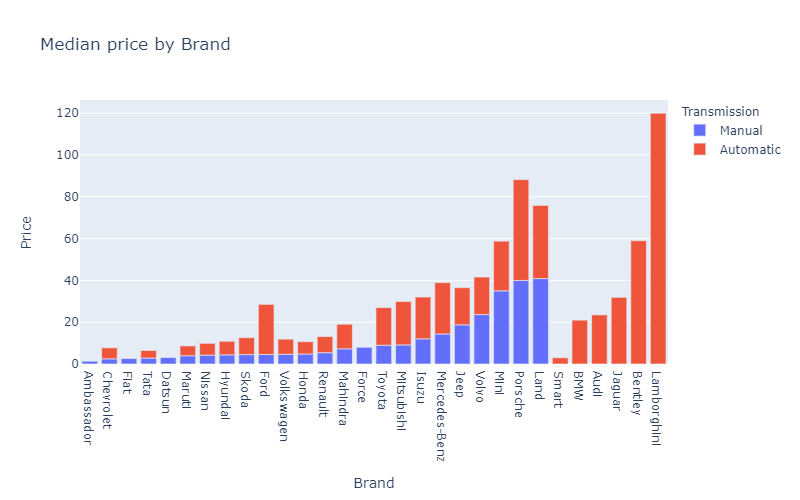 Median price by Brand
Transmission
Manual
Automatic
Price
120
100
80
60
40
20
0
Ambassador
Chevrolet
Fiat
Tata
Datsun
Maruti
Nissan
Hyundai
Skoda
Ford
Volkswagen
Honda
Renault
Mahindra
Force
Toyota
Mitsubishi
Isuzu
Mercedes-Benz
Jeep
Volvo
Mini
Porsche
Land
Smart
BMW
Audi
Jaguar
Bentley
Lamborghini
Brand